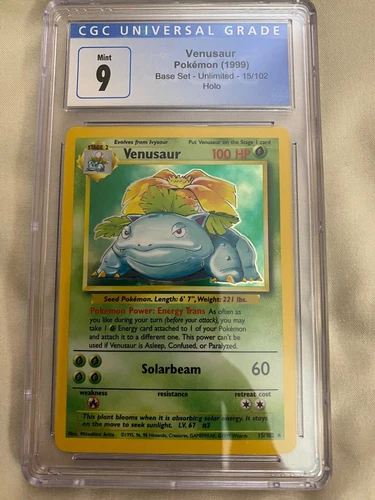 CGC UNIVERSAL GRADE
Mint
9
Venusaur
Pokémon (1999)
Base Set - Unlimited - 15/102
Holo
STAGE 2
Evolves from Ivysaur
Put Venusaur on the Stage 1 card
Venusaur
100 HP
Seed Pokémon. Length: 6' 7", Weight: 221 lbs.
Pokémon Power: Energy Trans As often as
you like during your turn (before your attack), you may
take 1 Energy card attached to 1 of your Pokémon
and attach it to a different one. This power can't be
used if Venusaur is Asleep, Confused, or Paralyzed.
Solarbeam
60
weakness
resistance
retreat cost
This plant blooms when it is absorbing solar energy. It stays
on the move to seek sunlight. LV. 67 #3
Illus. Mitsuhiro Arita
15/102 ★